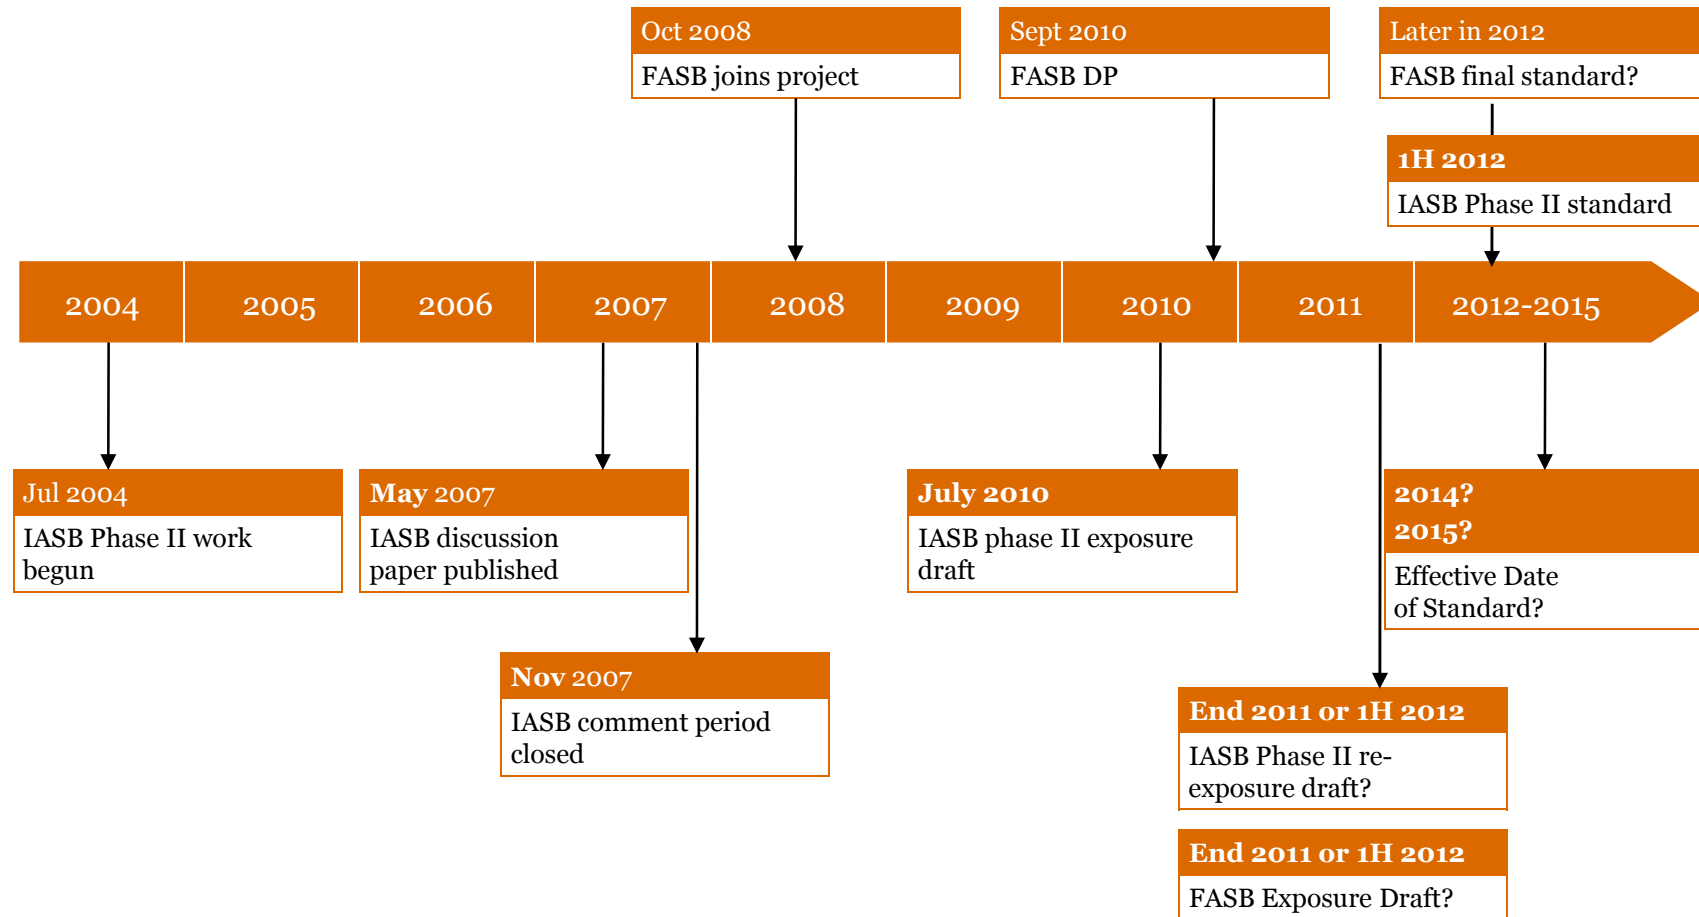 Oct 2008
FASB joins project
Sept 2010
FASB DP
Later in 2012
FASB final standard?
1H 2012
IASB Phase II standard
2004
2005
2006
2007
2008
2009
2010
2011
2012-2015
Jul 2004
IASB Phase II work
begun
May 2007
IASB discussion
paper published
July 2010
IASB phase II exposure
draft
2014?
2015?
Effective Date
of Standard?
Nov 2007
IASB comment period
closed
End 2011 or 1H 2012
IASB Phase II re-
exposure draft?
End 2011 or 1H 2012
FASB Exposure Draft?